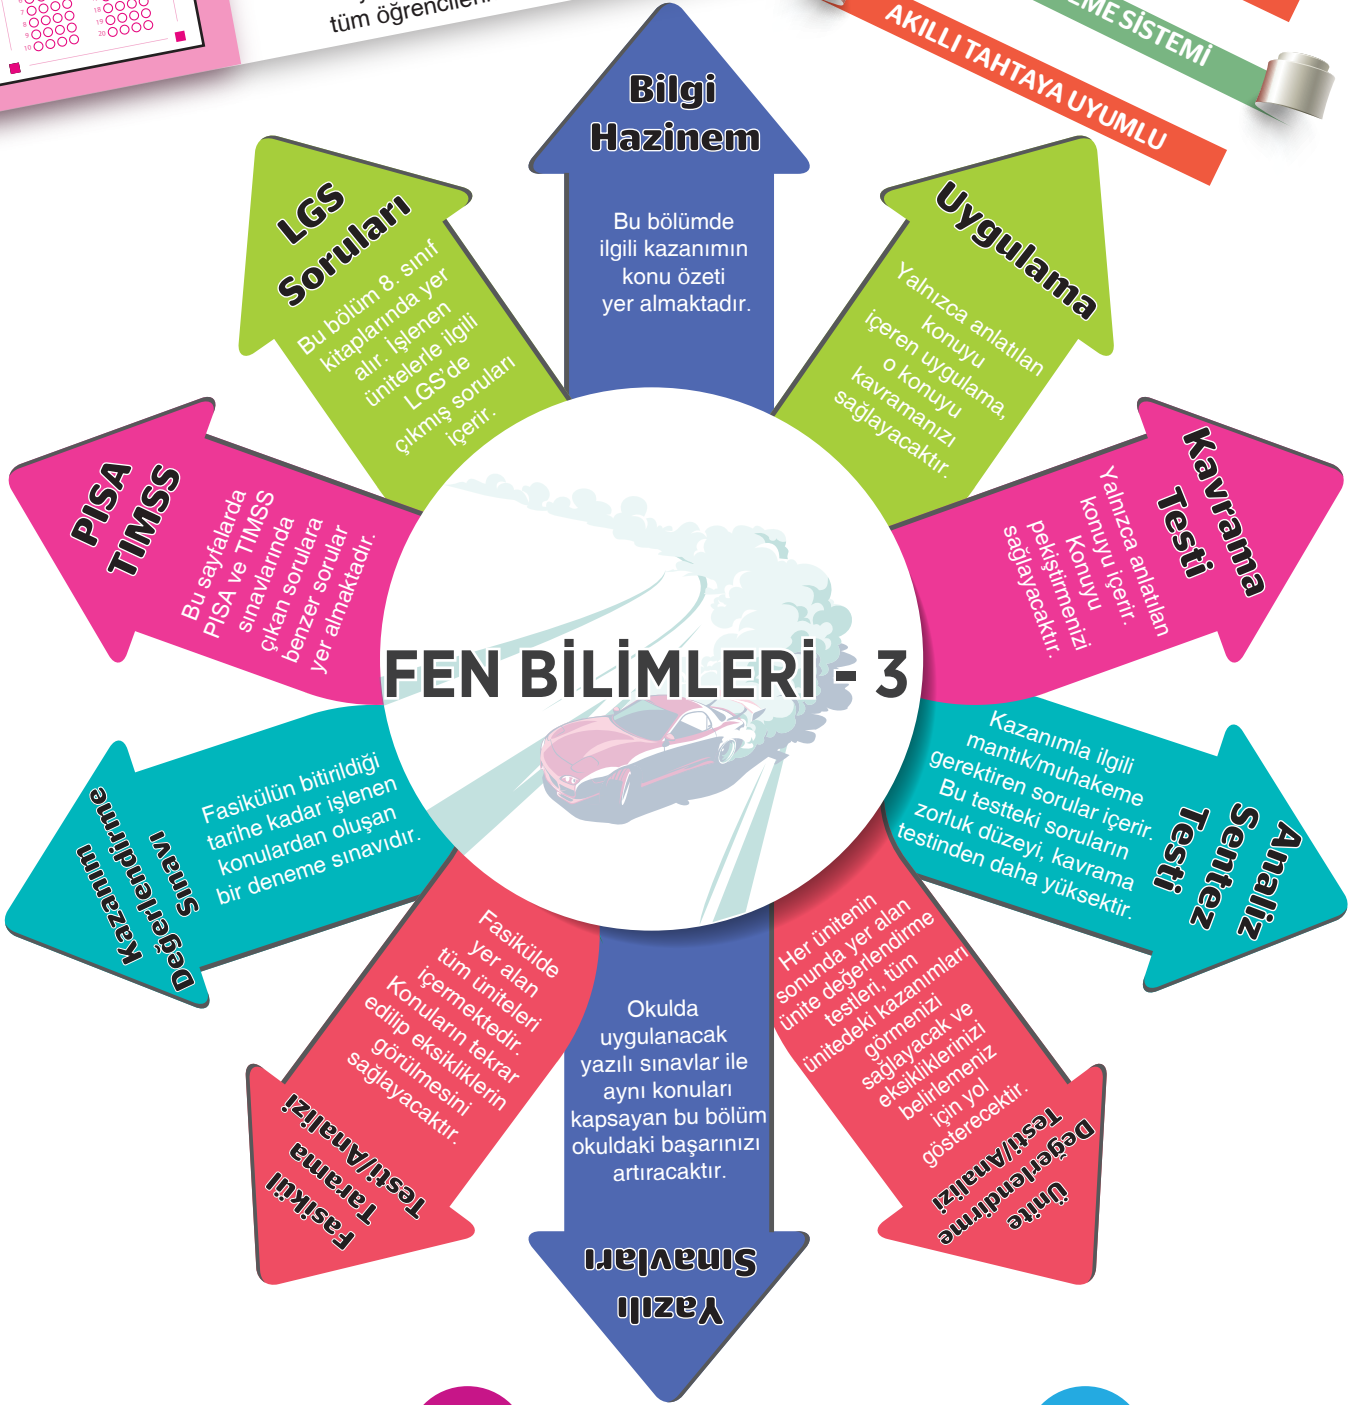 tüm öğrencileri
AKILLI TAHTAYA UYUMLU
EME SİSTEMİ
Bilgi
Hazinem
Bu bölümde
ilgili kazanımın
konu özeti
yer almaktadır.
Uygulama
Yalnızca anlatılan
konuyu
içeren uygulama,
o konuyu
kavramanızı
sağlayacaktır.
Kavrama
Testi
Yalnızca anlatılan
konuyu içerir.
Konuyu
pekiştirmenizi
sağlayacaktır.
Analiz
Sentez
Testi
Kazanımla ilgili
mantık/muhakeme
gerektiren sorular içerir.
Bu testteki soruların
zorluk düzeyi, kavrama
testinden daha yüksektir.
Ünite
Değerlendirme
Testi/Analizi
Her ünitenin
sonunda yer alan
ünite değerlendirme
testleri, tüm
ünitedeki kazanımları
görmenizi
sağlayacak ve
eksikliklerinizi
belirlemeniz
için yol
gösterecektir.
Yazılı
Sınavları
Okulda
uygulanacak
yazılı sınavlar ile
aynı konuları
kapsayan bu bölüm
okuldaki başarınızı
artıracaktır.
Fasikül
Tarama
Testi/Analizi
Fasikülde
yer alan
tüm üniteleri
içermektedir.
Konuların tekrar
edilip eksikliklerin
görülmesini
sağlayacaktır.
Kazanım
Değerlendirme
Sınavı
Fasikülün bitirildiği
tarihe kadar işlenen
konulardan oluşan
bir deneme sınavıdır.
PISA
TIMSS
Bu sayfalarda
PISA ve TIMSS
sınavlarında
çıkan sorulara
benzer sorular
yer almaktadır.
LGS
Soruları
Bu bölüm 8. sınıf
kitaplarında yer
alır. İşlenen
ünitelerle ilgili
LGS'de
çıkmış soruları
içerir.
FEN BİLİMLERİ - 3